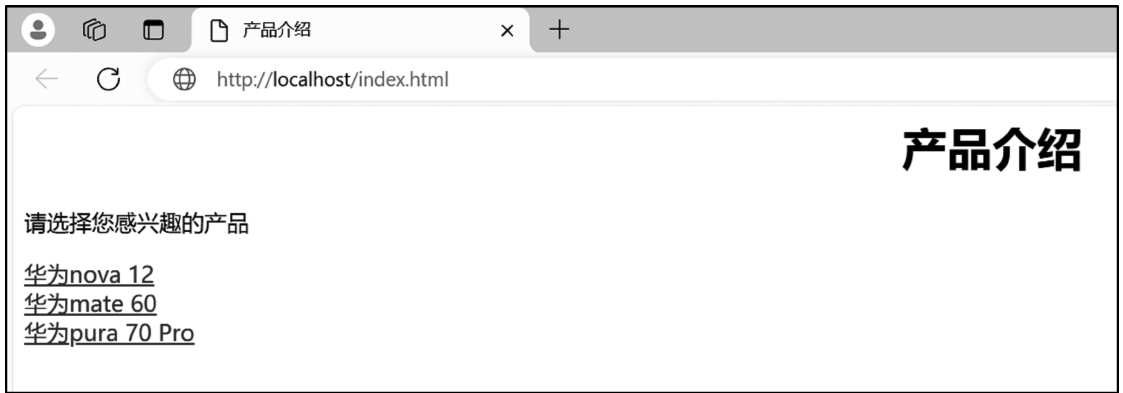 产品介绍
http://localhost/index.html
产品介绍
请选择您感兴趣的产品
华为nova 12
华为mate 60
华为pura 70 Pro